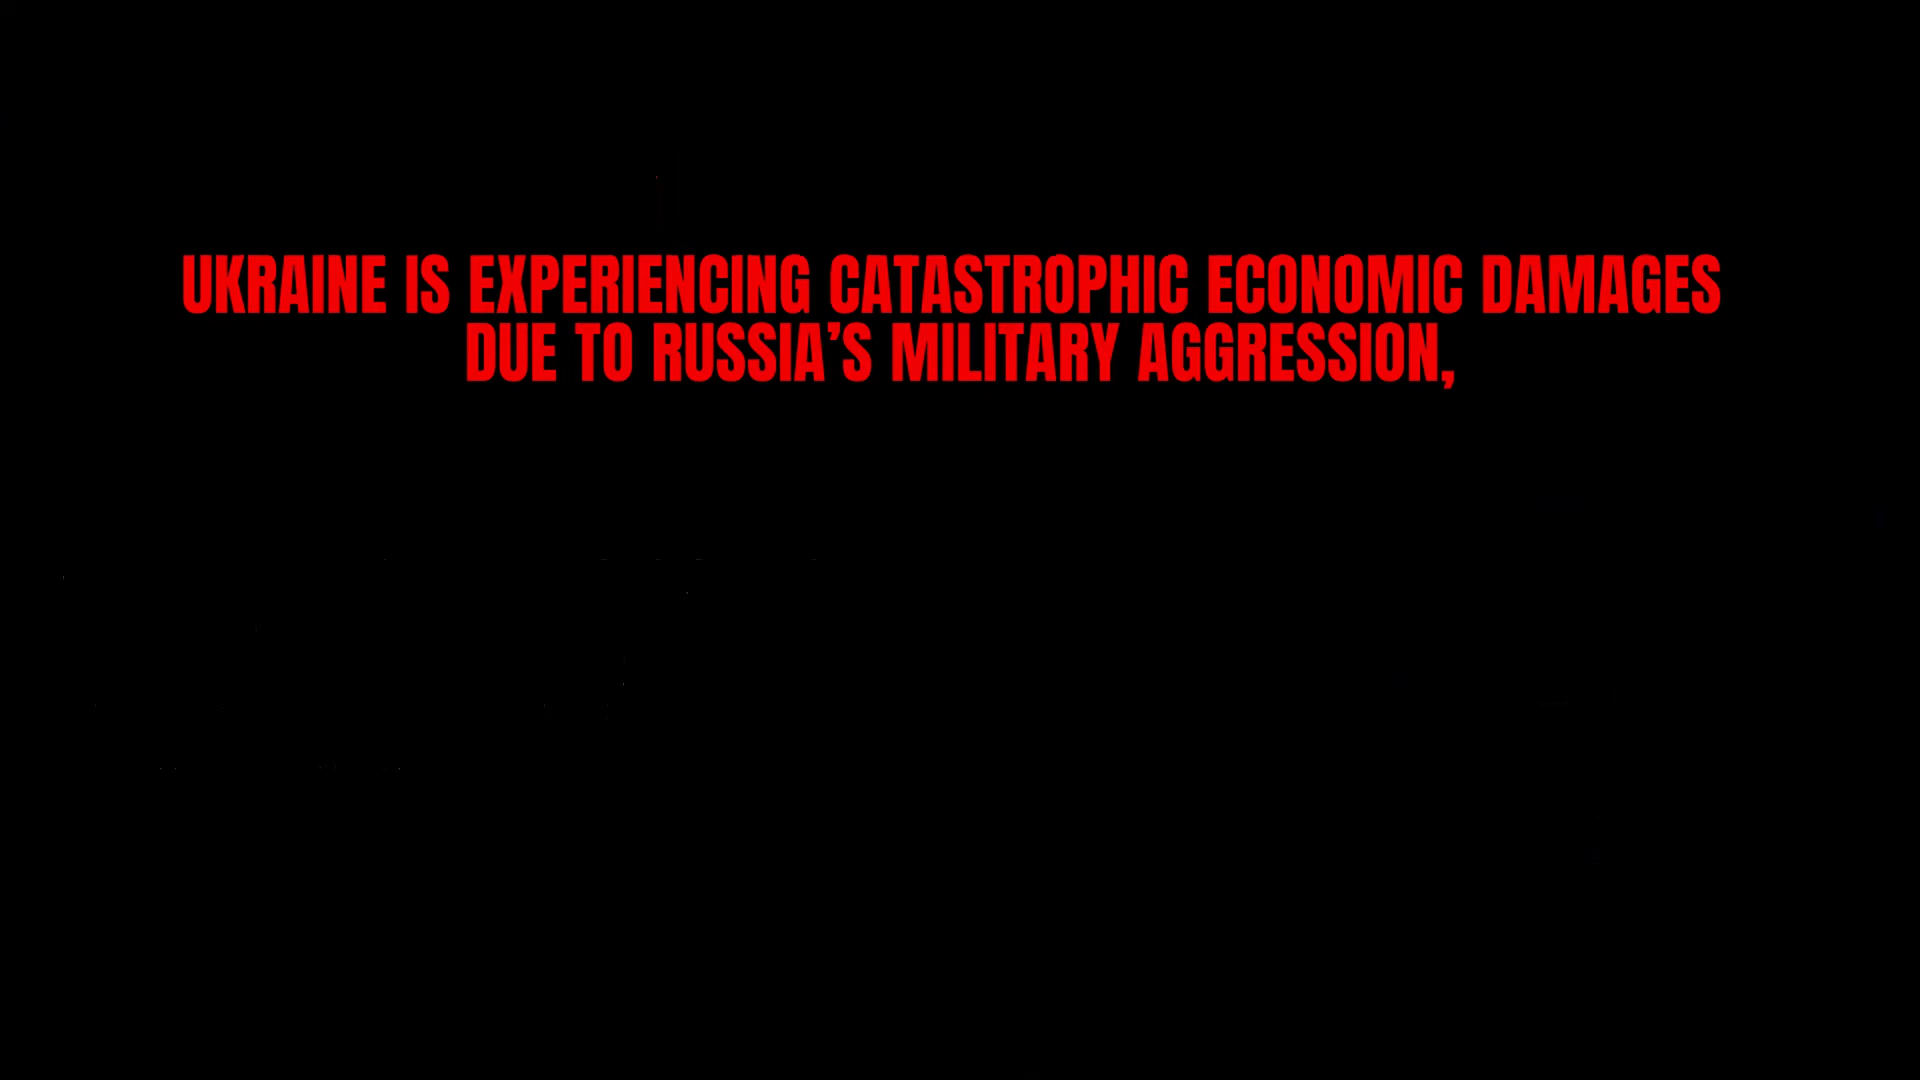 UKRAINE IS EXPERIENCING CATASTROPHIC ECONOMIC DAMAGES
DUE TO RUSSIA’S MILITARY AGGRESSION,